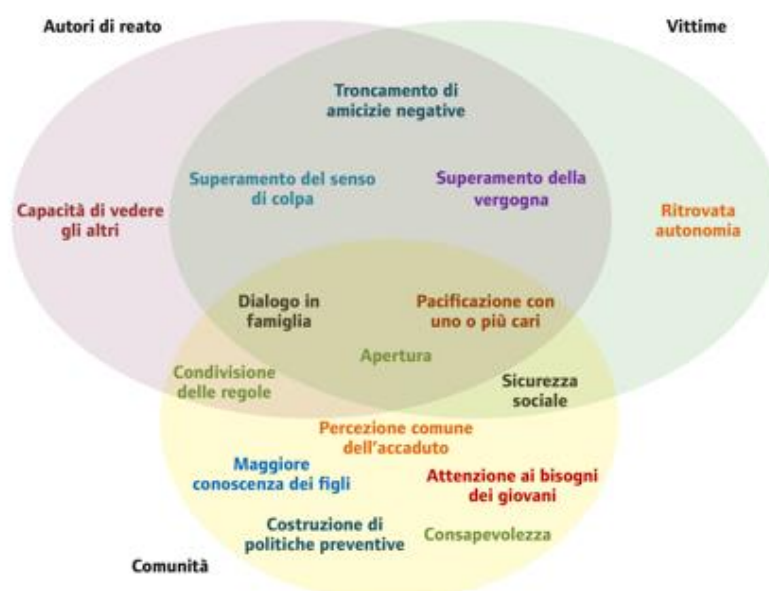 Autori di reato
Vittime
Troncamento di
amicizie negative
Superamento del senso
di colpa
Superamento della
vergogna
Capacità di vedere
gli altri
Ritrovata
autonomia
Dialogo in
famiglia
Pacificazione con
uno o più cari
Apertura
Condivisione
delle regole
Sicurezza
sociale
Percezione comune
dell'accaduto
Maggiore
conoscenza dei figli
Attenzione ai bisogni
dei giovani
Costruzione di
politiche preventive
Consapevolezza
Comunità